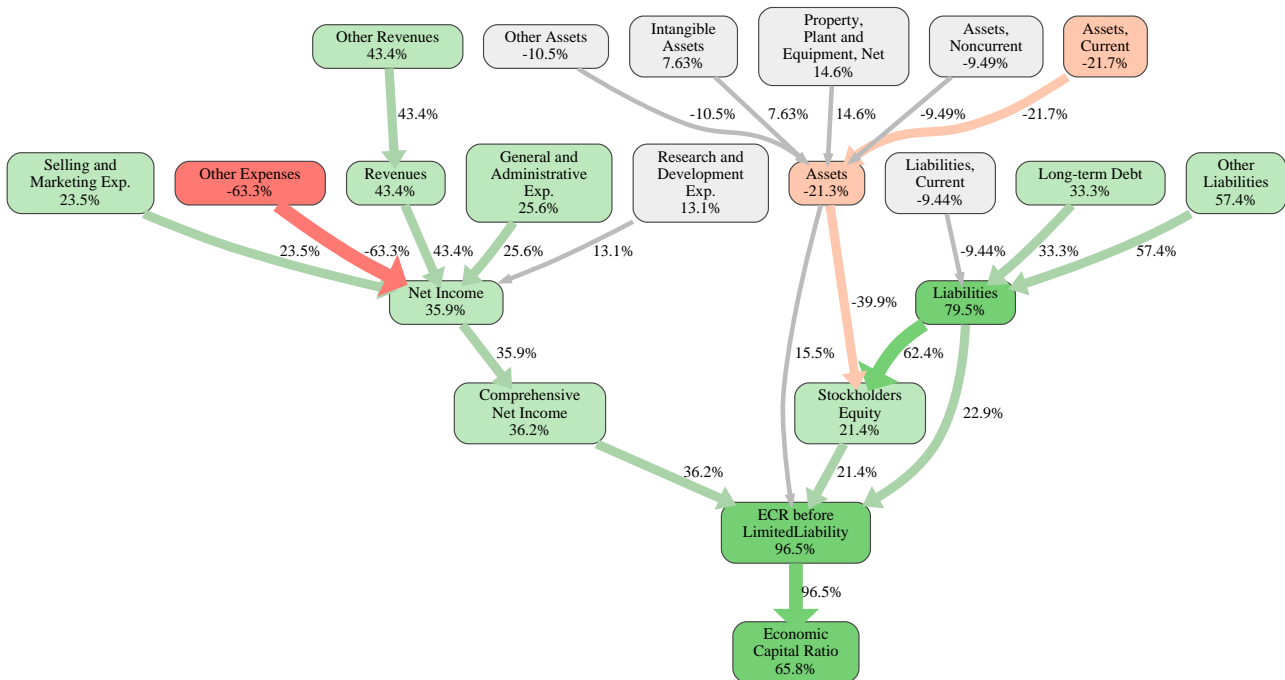 Other Revenues
43.4%
Other Assets
-10.5%
Intangible
Assets
7.63%
Property,
Plant and
Equipment, Net
14.6%
Assets,
Noncurrent
-9.49%
Assets,
Current
-21.7%
43.4%
-10.5%
7.63%
14.6%
-9.49%
-21.7%
Selling and
Marketing Exp.
23.5%
Other Expenses
-63.3%
Revenues
43.4%
General and
Administrative
Exp.
25.6%
Research and
Development
Exp.
13.1%
Assets
-21.3%
Liabilities,
Current
-9.44%
Long-term Debt
33.3%
Other
Liabilities
57.4%
23.5%
-63.3%
43.4%
25.6%
13.1%
-9.44%
33.3%
57.4%
Net Income
35.9%
-39.9%
Liabilities
79.5%
35.9%
15.5%
62.4%
Comprehensive
Net Income
36.2%
Stockholders
Equity
21.4%
22.9%
36.2%
21.4%
ECR before
LimitedLiability
96.5%
96.5%
Economic
Capital Ratio
65.8%